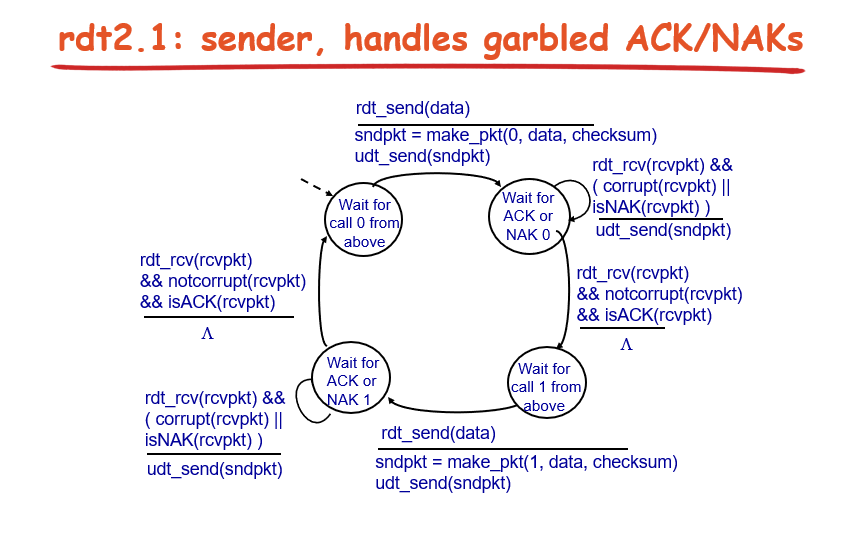 rdt2.1: sender, handles garbled ACK/NAKs
rdt_send(data)
sndpkt = make_pkt(0, data, checksum)
udt_send(sndpkt)
rdt_rcv(rcvpkt) &&
( corrupt(rcvpkt) ||
isNAK(rcvpkt) )
udt_send(sndpkt)
Wait for
call 0 from
above
Wait for
ACK or
NAK 0
rdt_rcv(rcvpkt)
&& notcorrupt(rcvpkt)
&& isACK(rcvpkt)
Λ
rdt_rcv(rcvpkt)
&& notcorrupt(rcvpkt)
&& isACK(rcvpkt)
Λ
Wait for
ACK or
NAK 1
Wait for
call 1 from
above
rdt_rcv(rcvpkt) &&
( corrupt(rcvpkt) ||
isNAK(rcvpkt) )
udt_send(sndpkt)
rdt_send(data)
sndpkt = make_pkt(1, data, checksum)
udt_send(sndpkt)